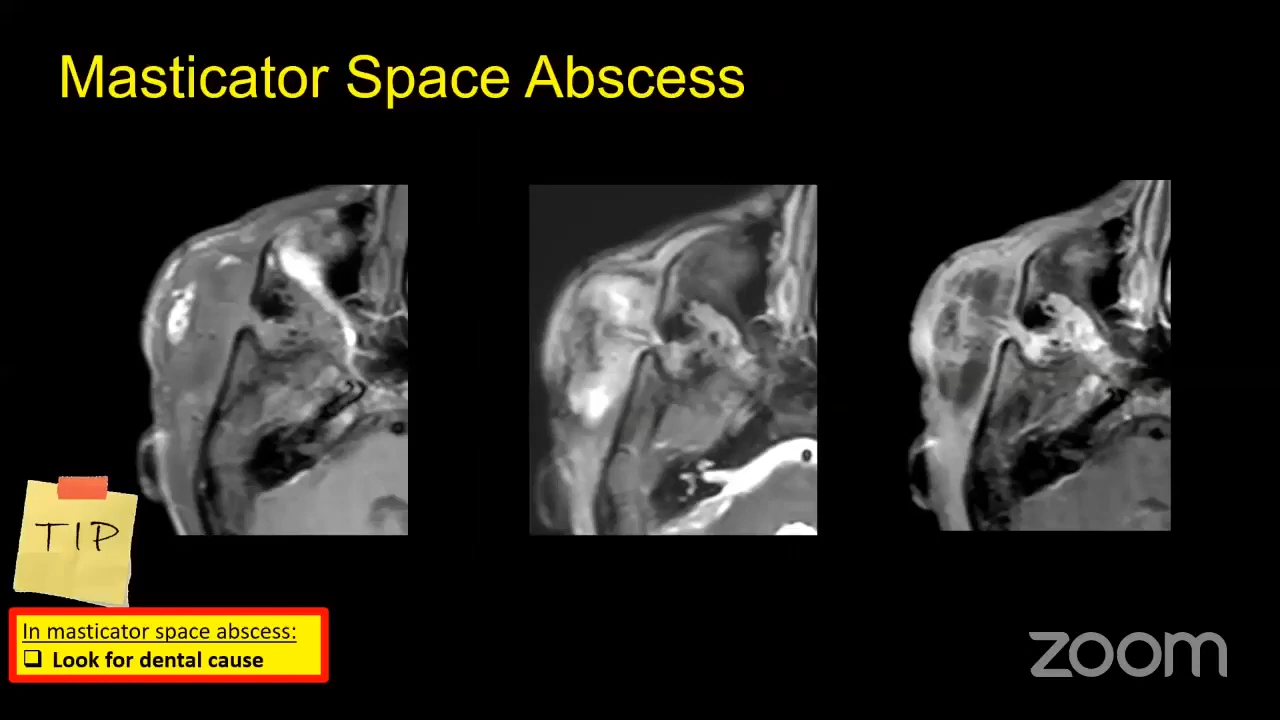 Masticator Space Abscess
TIP
In masticator space abscess:
Look for dental cause
zoom